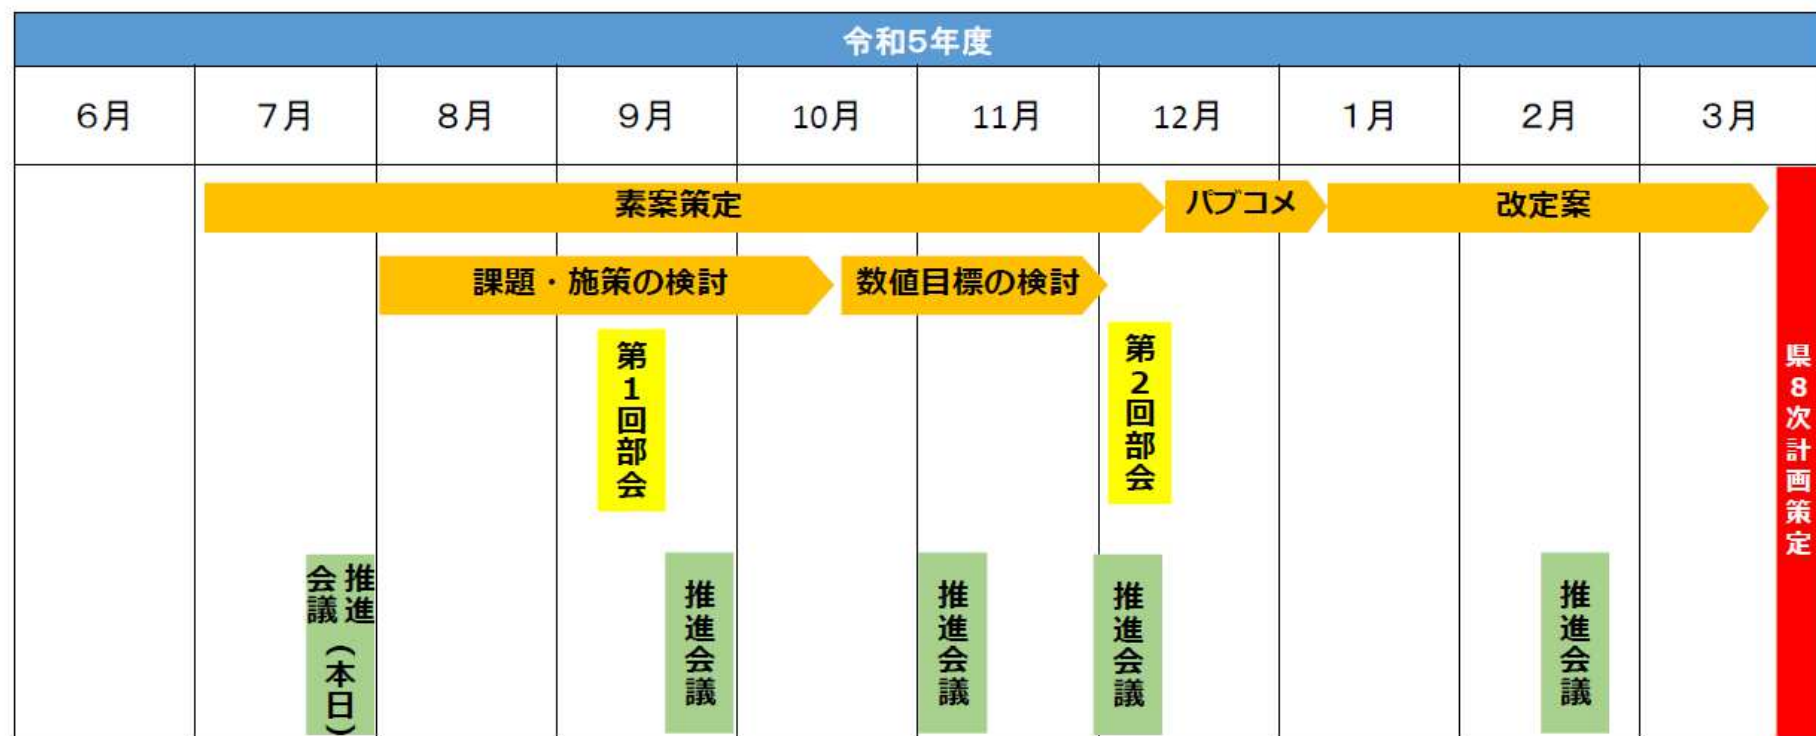 令和5年度
6月 7月 8月 9月 10月 11月 12月 1月 2月 3月
素案策定
パブコメ
改定案
課題・施策の検討
数値目標の検討
第1回部会
第2回部会
県8次計画策定
推進会議(本日)
推進会議
推進会議
推進会議
推進会議